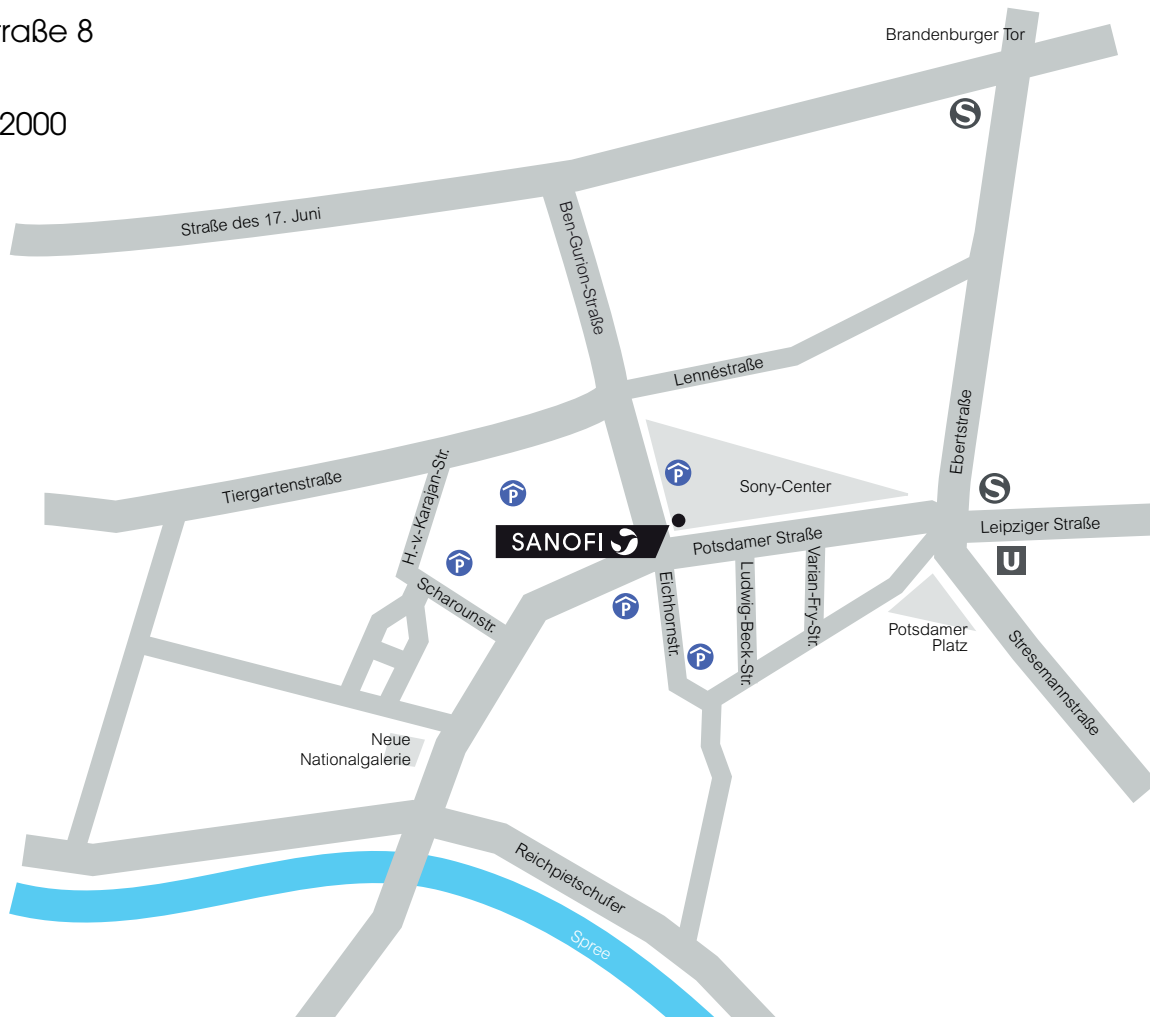 traße 8
2000
Brandenburger Tor
S
Straße des 17. Juni
Ben-Gurion-Straße
Lennéstraße
Ebertstraße
Tiergartenstraße
H.-v.-Karajan-Str.
P
P
Sony-Center
S
SANOFI
Potsdamer Straße
Leipziger Straße
U
P
Scharounstr.
P
Eichhornstr.
Ludwig-Beck-Str.
Varian-Fry-Str.
P
Potsdamer
Platz
Stresemannstraße
Neue
Nationalgalerie
Reichpietschufer
Spree